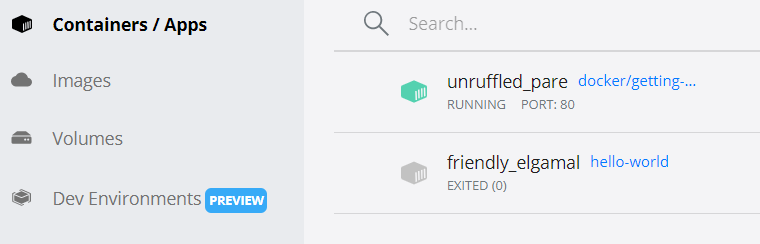 Containers / Apps
Images
Volumes
Dev Environments PREVIEW
Search...
unruffled_pare docker/getting-...
RUNNING PORT: 80
friendly_elgamal hello-world
EXITED (0)